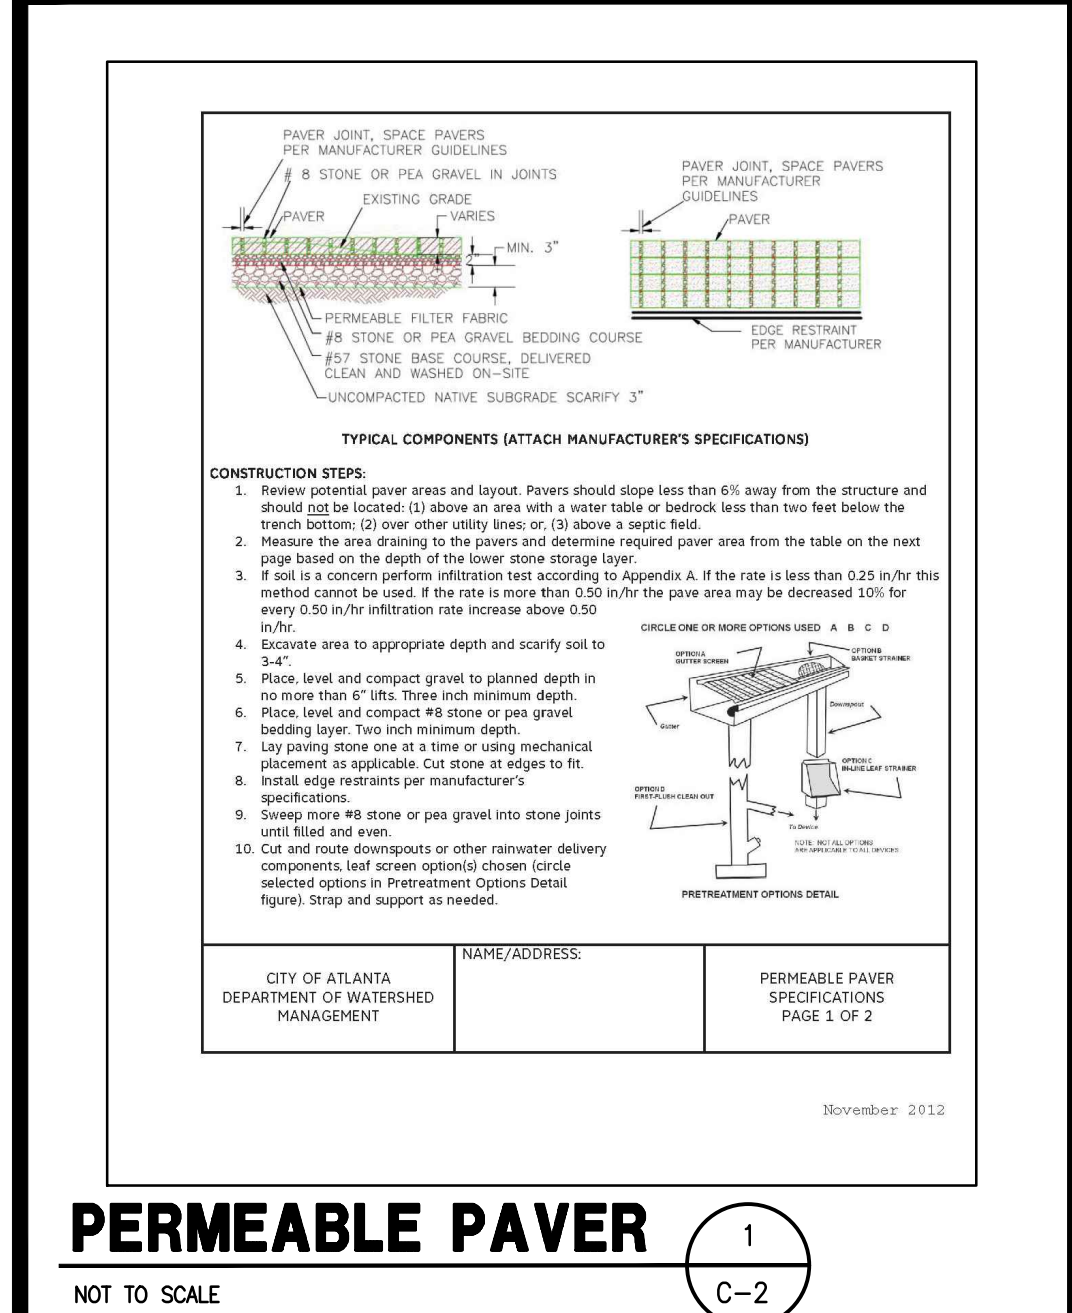 PAVER JOINT, SPACE PAVERS
PER MANUFACTURER GUIDELINES
# 8 STONE OR PEA GRAVEL IN JOINTS
EXISTING GRADE
PAVER
VARIES
MIN. 3"
2"
PERMEABLE FILTER FABRIC
#8 STONE OR PEA GRAVEL BEDDING COURSE
#57 STONE BASE COURSE, DELIVERED
CLEAN AND WASHED ON-SITE
UNCOMPACTED NATIVE SUBGRADE SCARIFY 3"
PAVER JOINT, SPACE PAVERS
PER MANUFACTURER
GUIDELINES
PAVER
EDGE RESTRAINT
PER MANUFACTURER
TYPICAL COMPONENTS (ATTACH MANUFACTURER'S SPECIFICATIONS)
CONSTRUCTION STEPS:
1. Review potential paver areas and layout. Pavers should slope less than 6% away from the structure and
should not be located: (1) above an area with a water table or bedrock less than two feet below the
trench bottom; (2) over other utility lines; or, (3) above a septic field.
2. Measure the area draining to the pavers and determine required paver area from the table on the next
page based on the depth of the lower stone storage layer.
3. If soil is a concern perform infiltration test according to Appendix A. If the rate is less than 0.25 in/hr this
method cannot be used. If the rate is more than 0.50 in/hr the pave area may be decreased 10% for
every 0.50 in/hr infiltration rate increase above 0.50
in/hr.
4. Excavate area to appropriate depth and scarify soil to
3-4".
5. Place, level and compact gravel to planned depth in
no more than 6" lifts. Three inch minimum depth.
6. Place, level and compact #8 stone or pea gravel
bedding layer. Two inch minimum depth.
7. Lay paving stone one at a time or using mechanical
placement as applicable. Cut stone at edges to fit.
8. Install edge restraints per manufacturer's
specifications.
9. Sweep more #8 stone or pea gravel into stone joints
until filled and even.
10. Cut and route downspouts or other rainwater delivery
components, leaf screen option(s) chosen (circle
selected options in Pretreatment Options Detail
figure). Strap and support as needed.
CIRCLE ONE OR MORE OPTIONS USED A B C D
OPTION A
GUTTER SCREEN
OPTION B
BASKET STRAINER
Gutter
Downspout
OPTION C
IN-LINE LEAF STRAINER
OPTION D
FIRST-FLUSH CLEAN OUT
To Device
NOTE: NOT ALL OPTIONS
ARE APPLICABLE TO ALL DEVICES
PRETREATMENT OPTIONS DETAIL
CITY OF ATLANTA
DEPARTMENT OF WATERSHED
MANAGEMENT
NAME/ADDRESS:
PERMEABLE PAVER
SPECIFICATIONS
PAGE 1 OF 2
November 2012
PERMEABLE PAVER
NOT TO SCALE
1
C-2